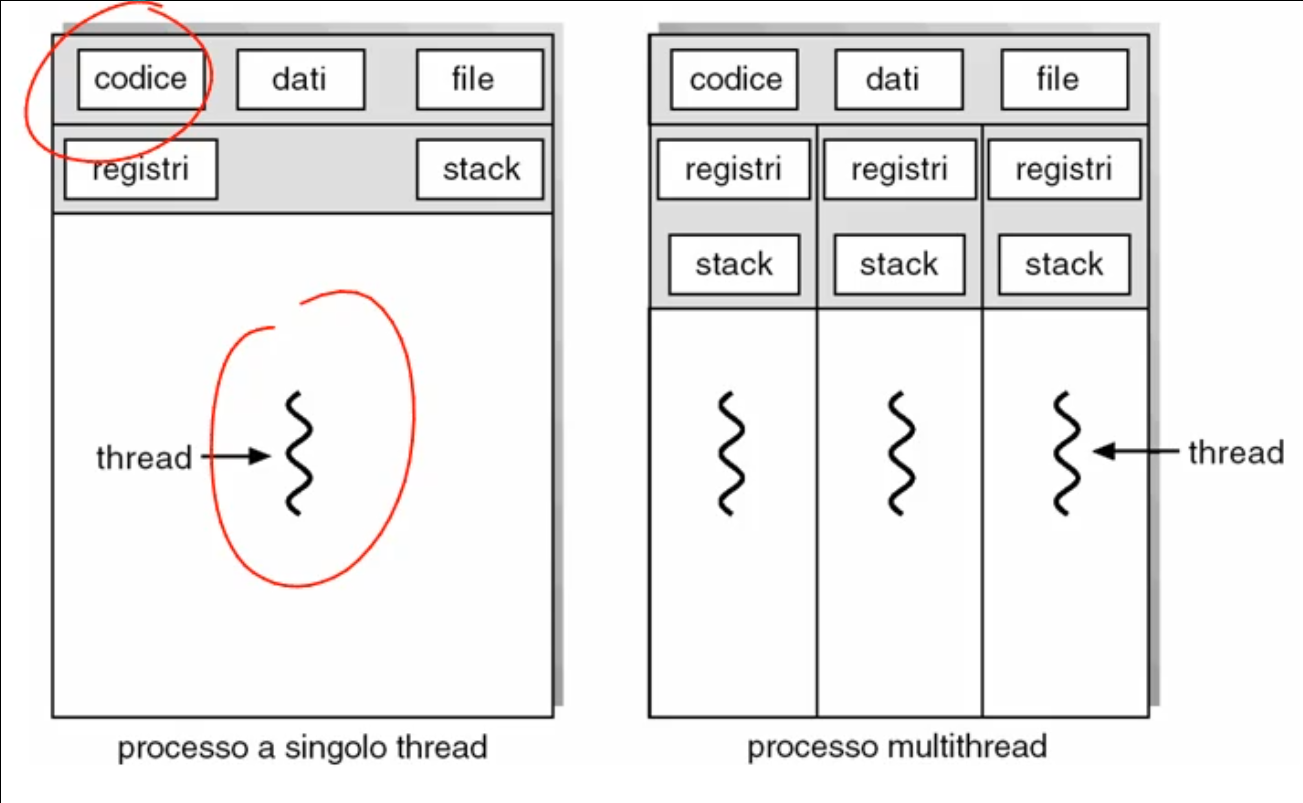 codice dati file
registri stack
thread
processo a singolo thread
codice dati file
registri registri registri
stack stack stack
thread
processo multithread